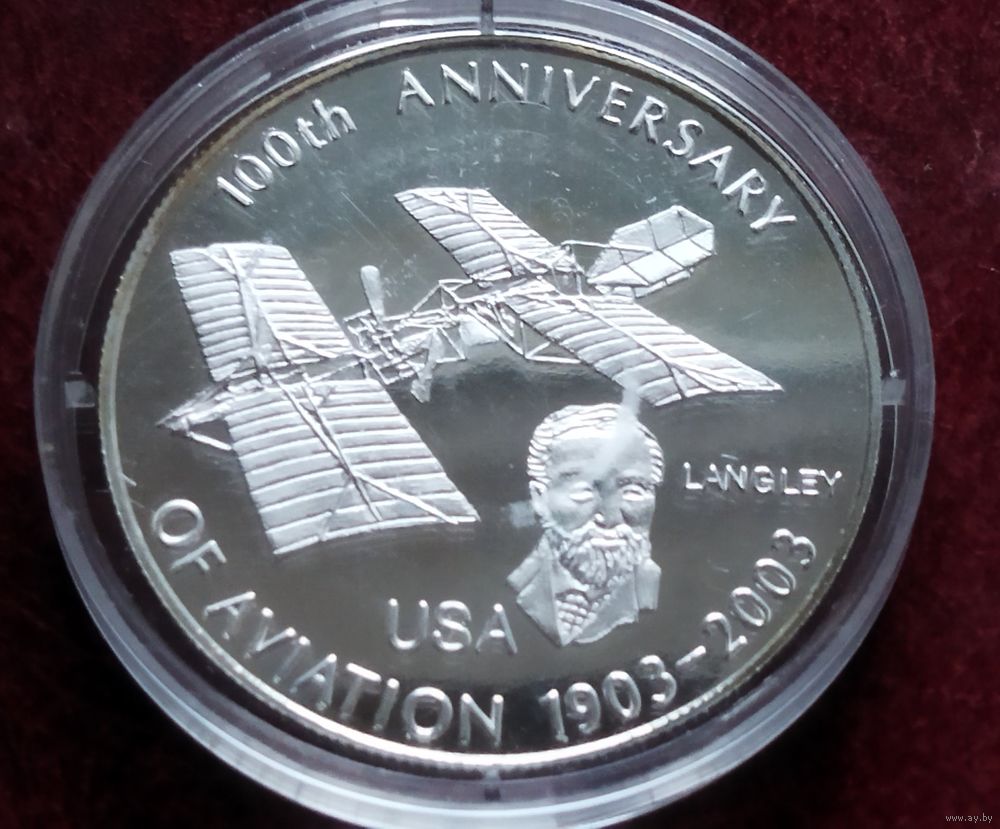 100th ANNIVERSARY
LANGLEY
USA
OF AVIATION 1903-2003
www.ay.by